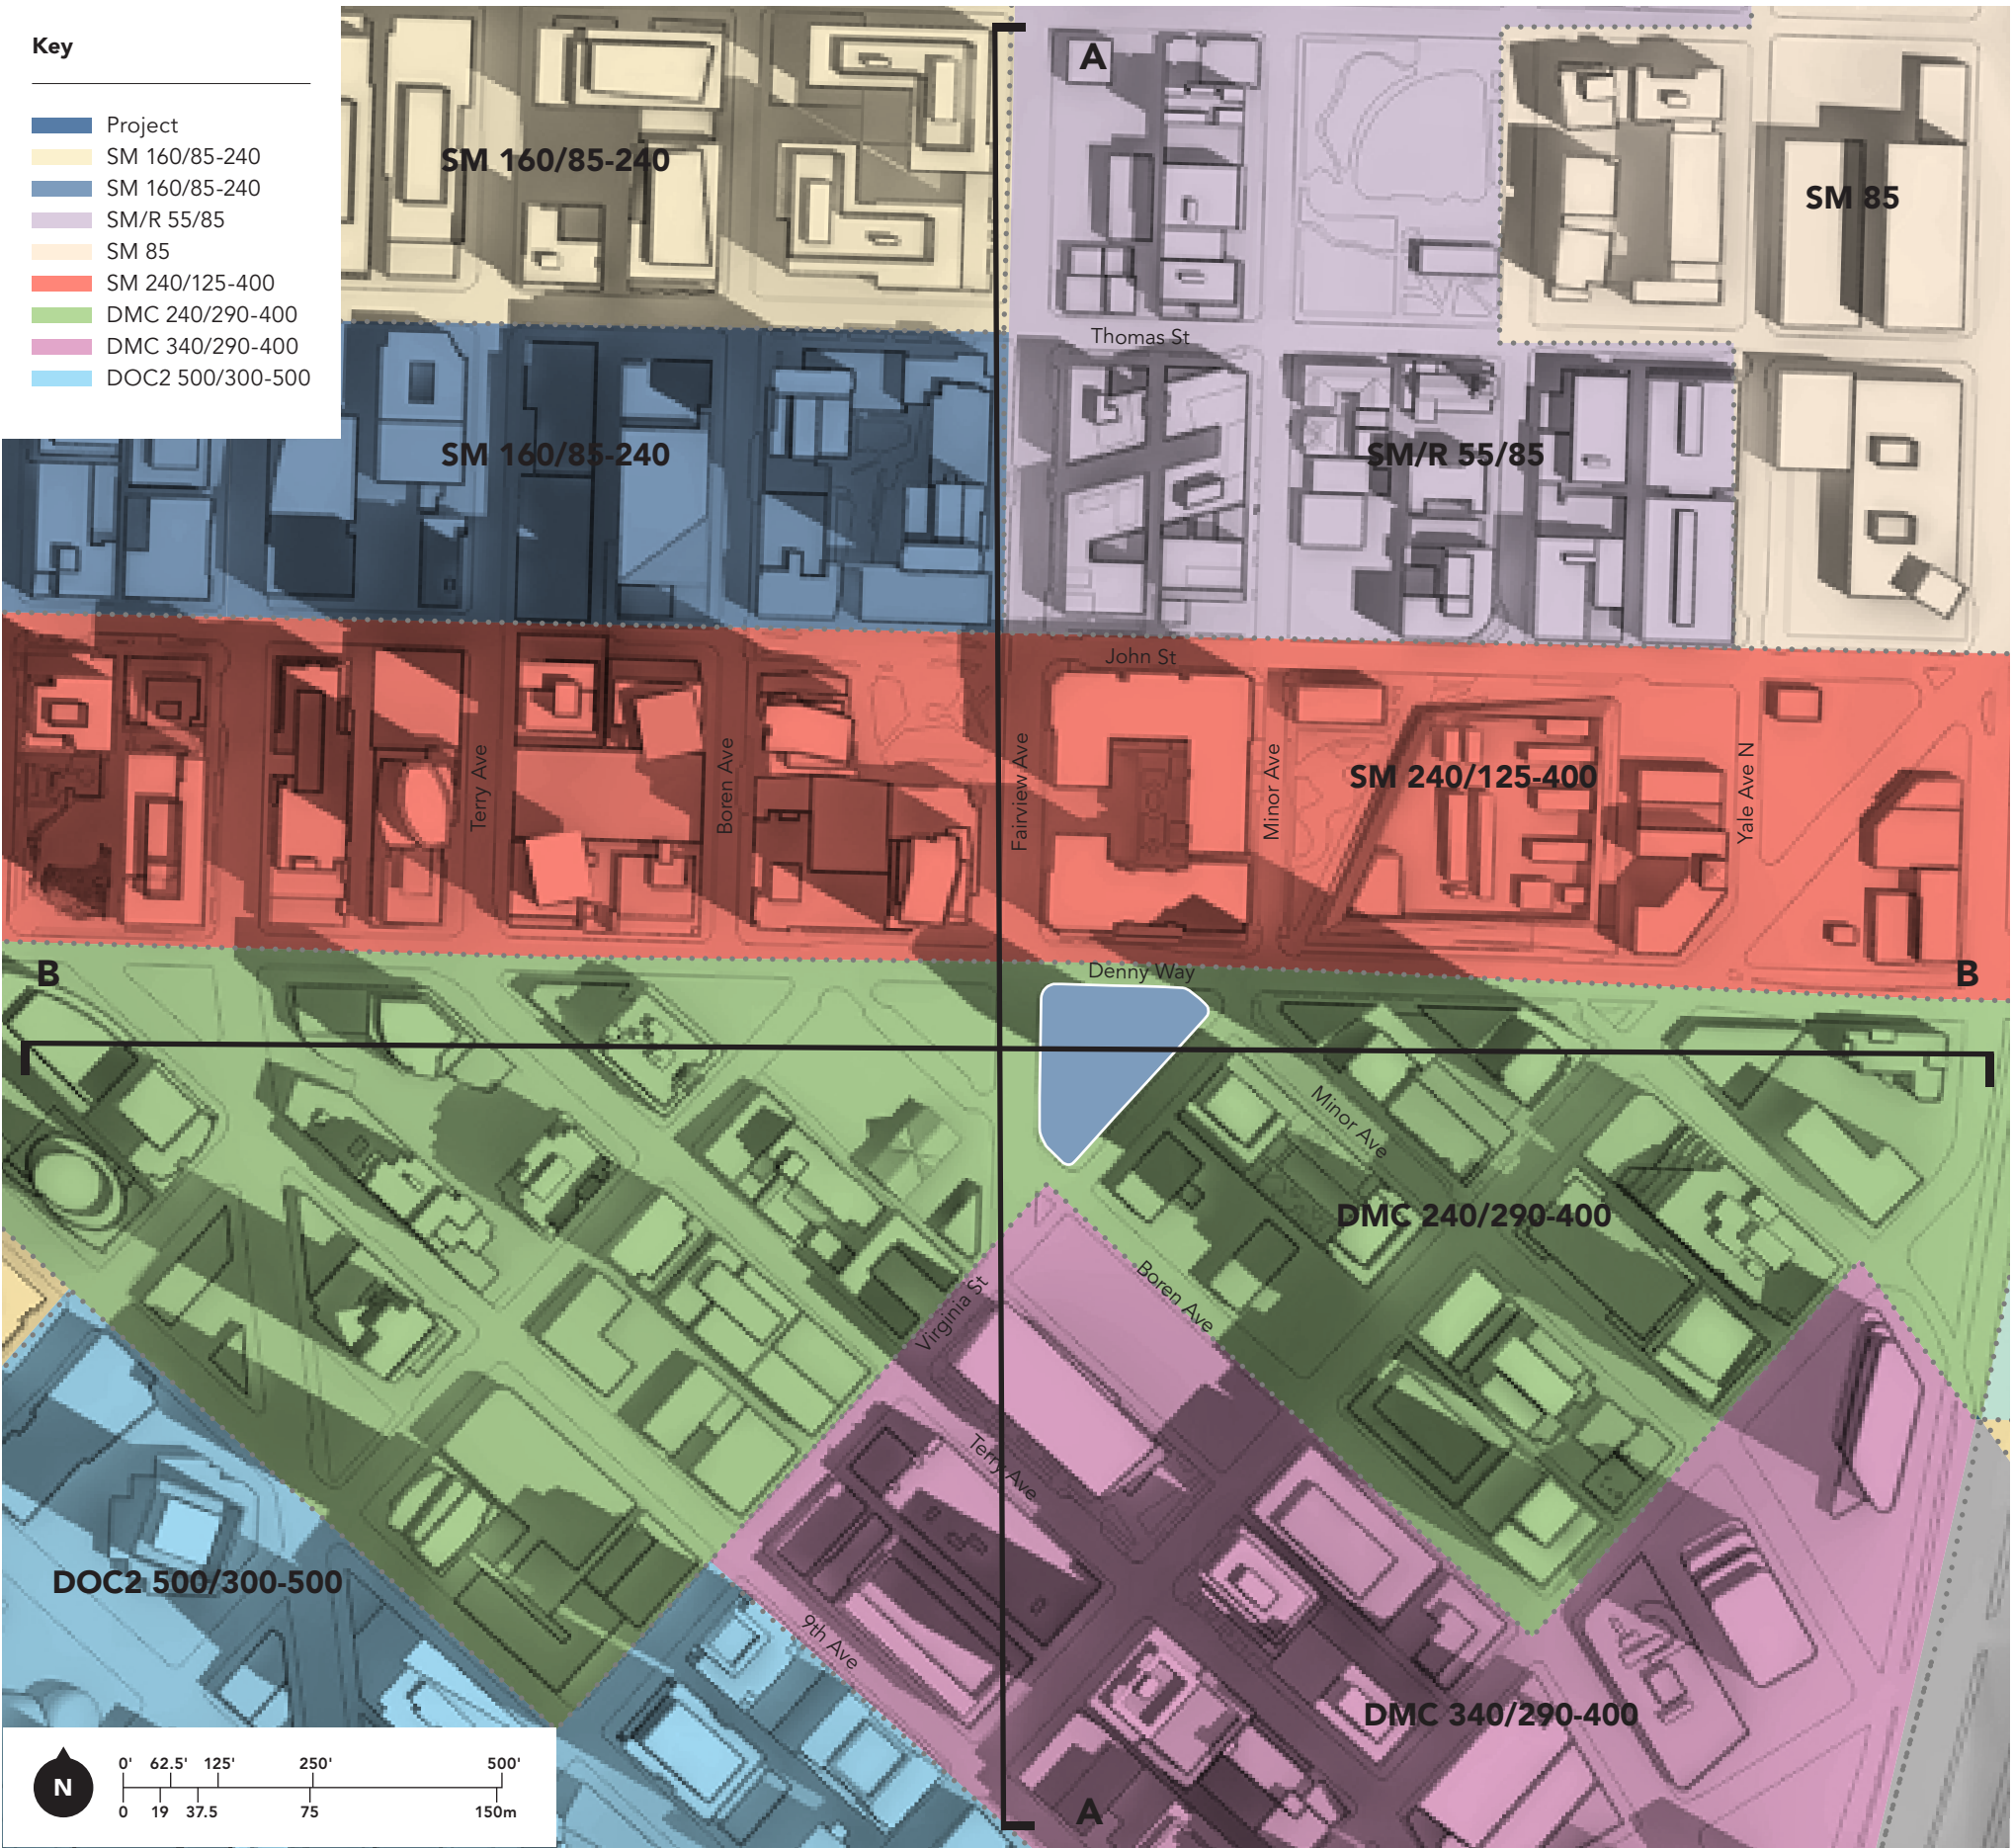 Key
Project
SM 160/85-240
SM 160/85-240
SM/R 55/85
SM 85
SM 240/125-400
DMC 240/290-400
DMC 340/290-400
DOC2 500/300-500
A
SM 160/85-240
SM 85
Thomas St
SM 160/85-240
SM/R 55/85
John St
Terry Ave
Boren Ave
Fairview Ave
Minor Ave
SM 240/125-400
Yale Ave N
B
Denny Way
B
Minor Ave
DMC 240/290-400
Boren Ave
Virginia St
Terry Ave
DOC2 500/300-500
9th Ave
DMC 340/290-400
A
N
0' 62.5' 125' 250' 500'
0 19 37.5 75 150m